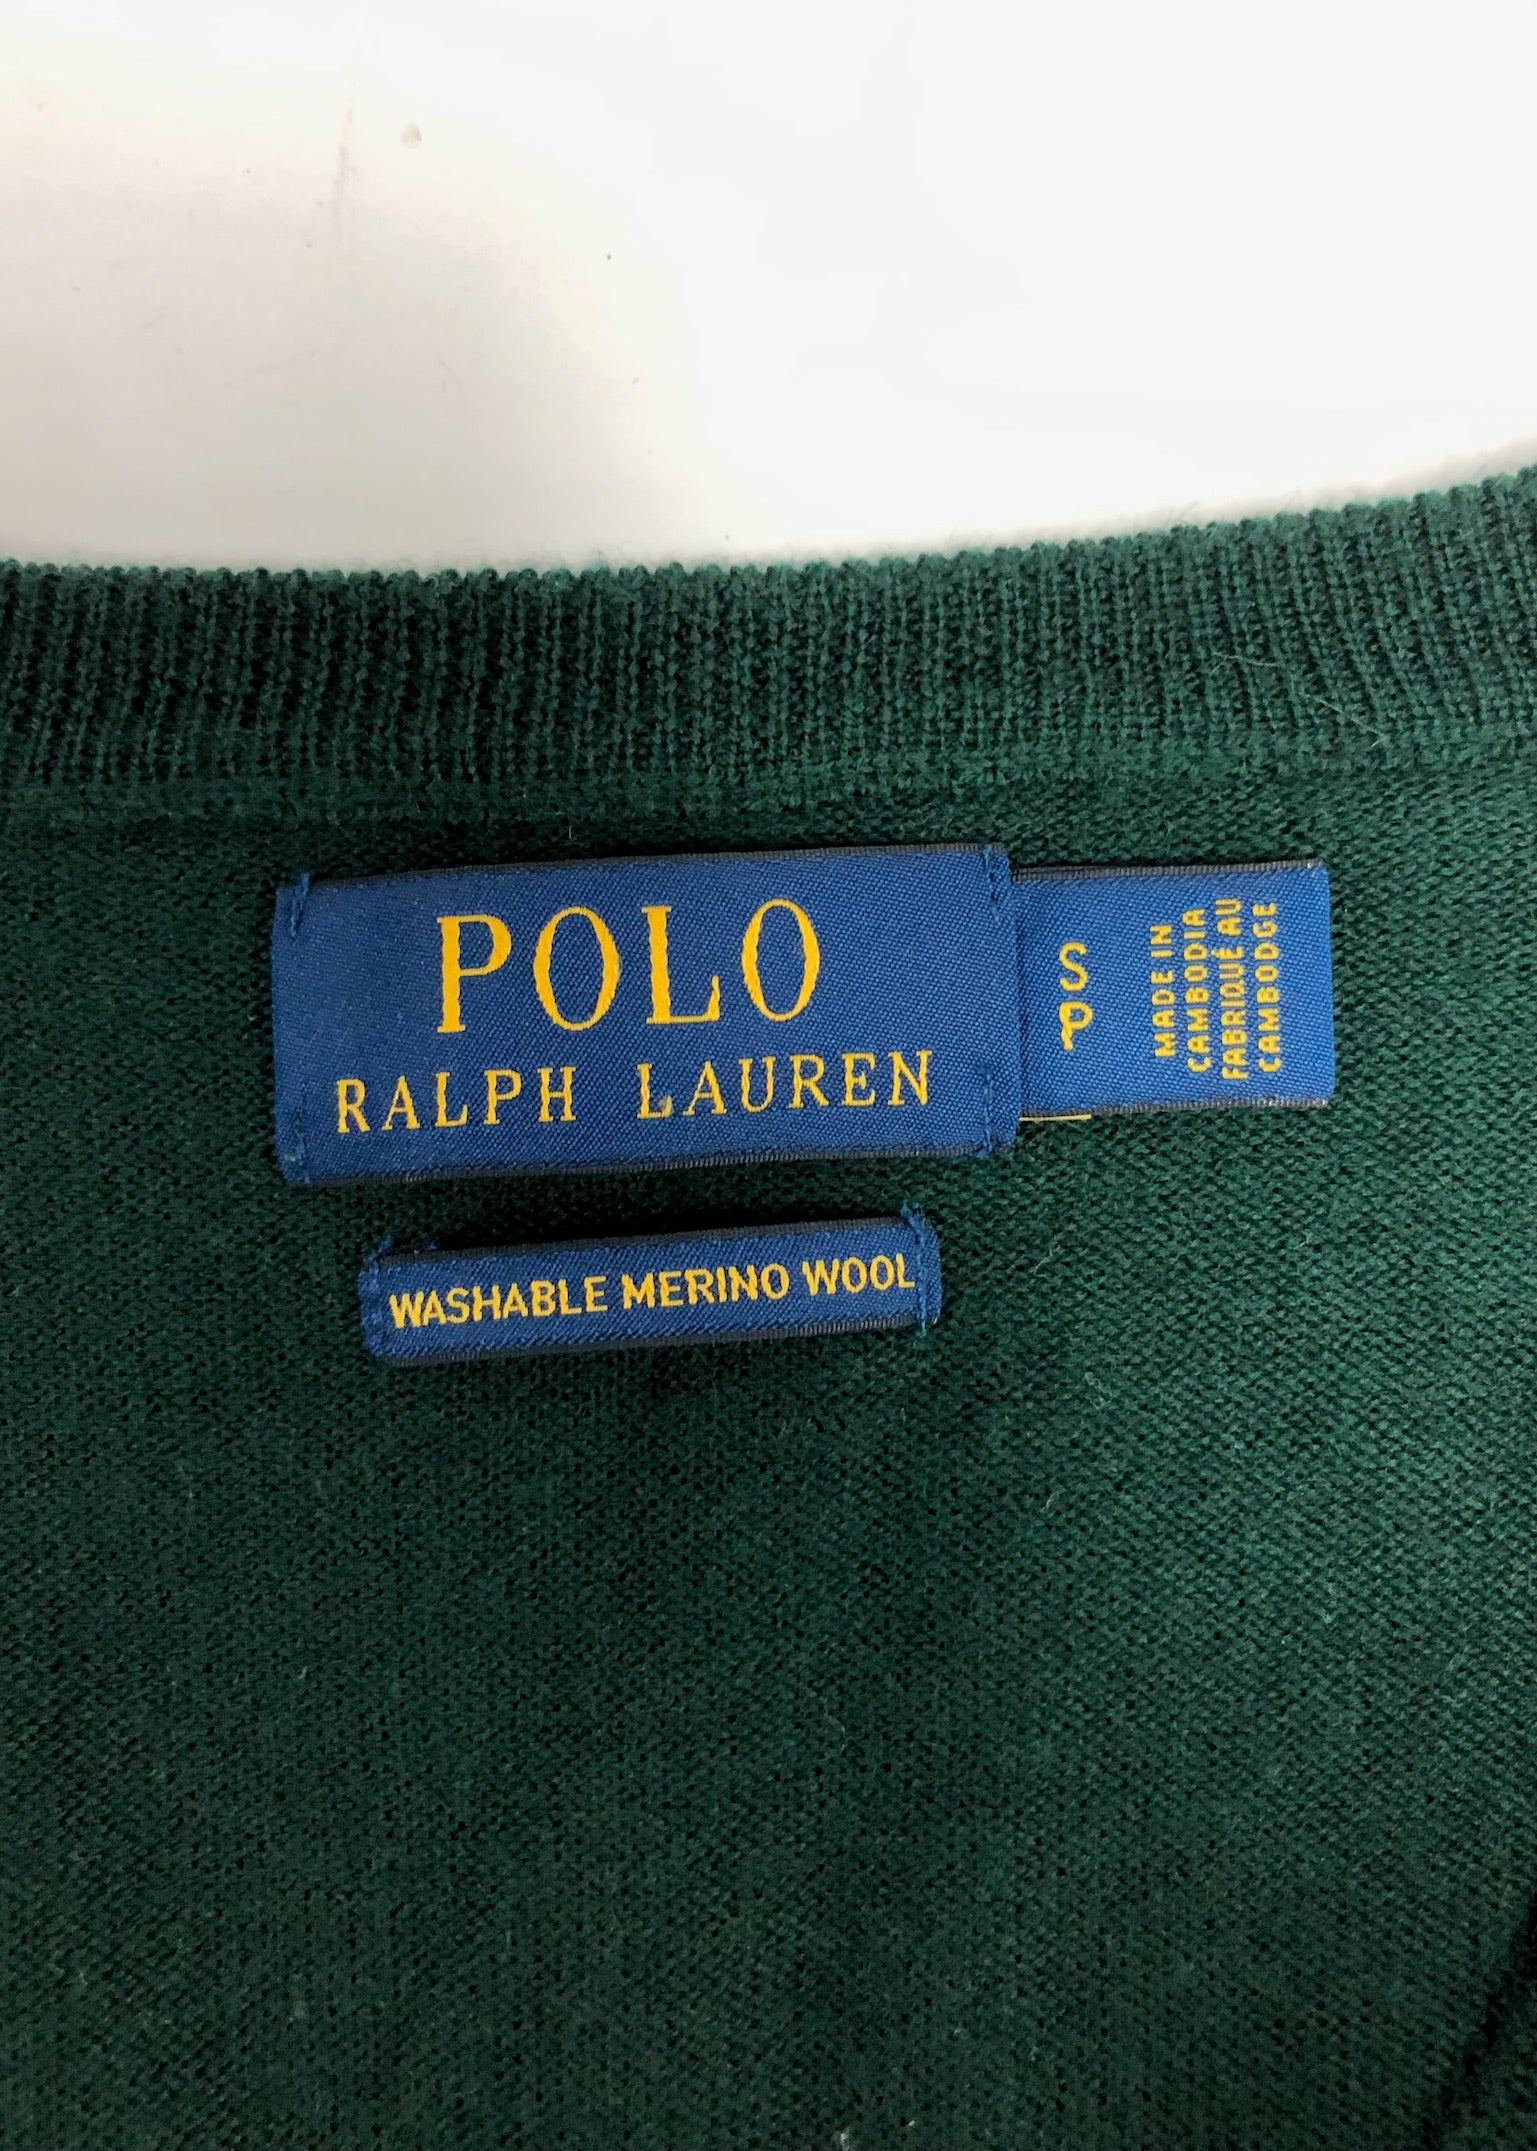 POLO
RALPH LAUREN
S
P
MADE IN
CAMBODIA
FABRIQUÉ AU
CAMBODGE
WASHABLE MERINO WOOL